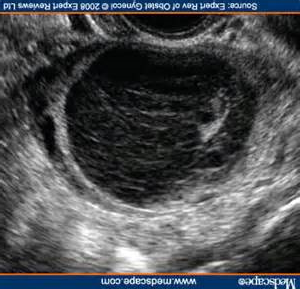 Medscape® www.medscape.com
Source: Expert Rev of Obstet Gynecol © 2008 Expert Reviews Ltd